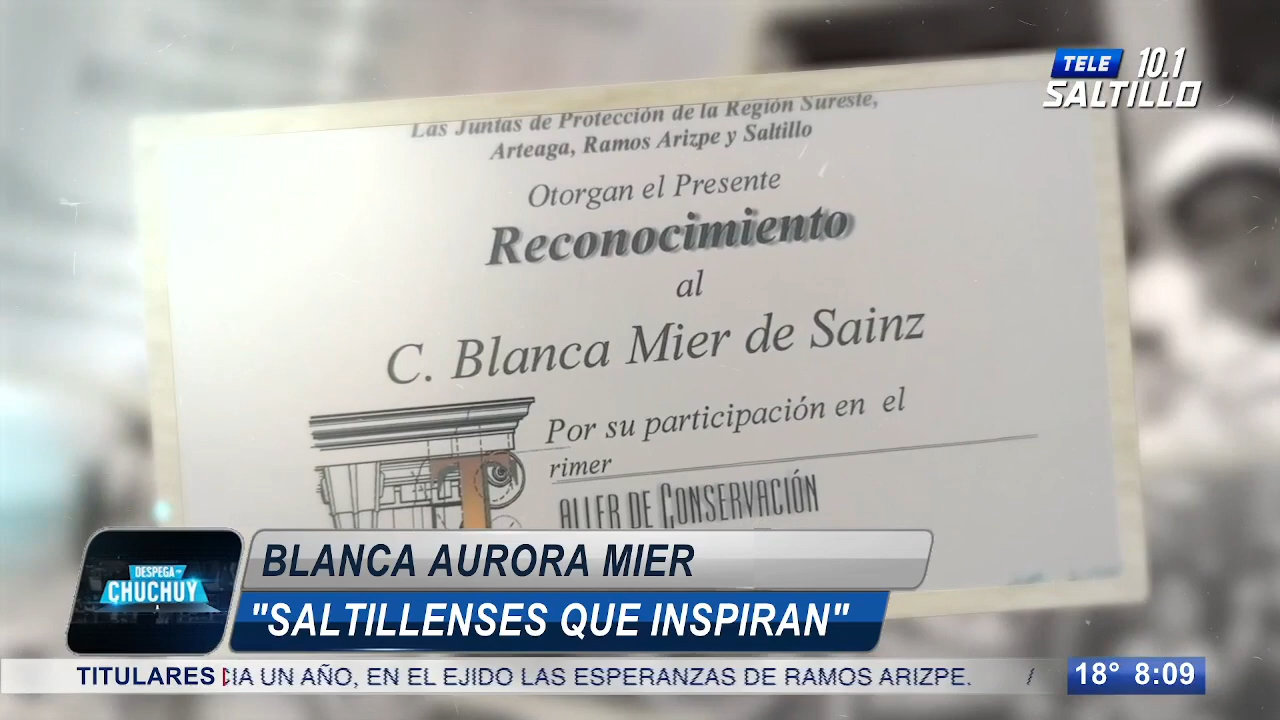 TELE 10.1
SALTILLO
Las Juntas de Protección de la Región Sureste,
Arteaga, Ramos Arizpe y Saltillo
Otorgan el Presente
Reconocimiento
al
C. Blanca Mier de Sainz
Por su participación en el
rimer
ALLER DE CONSERVACIÓN
DESPEGA
CHUCHUY
BLANCA AURORA MIER
"SALTILLENSES QUE INSPIRAN"
TITULARES CIA UN AÑO, EN EL EJIDO LAS ESPERANZAS DE RAMOS ARIZPE. /
18° 8:09